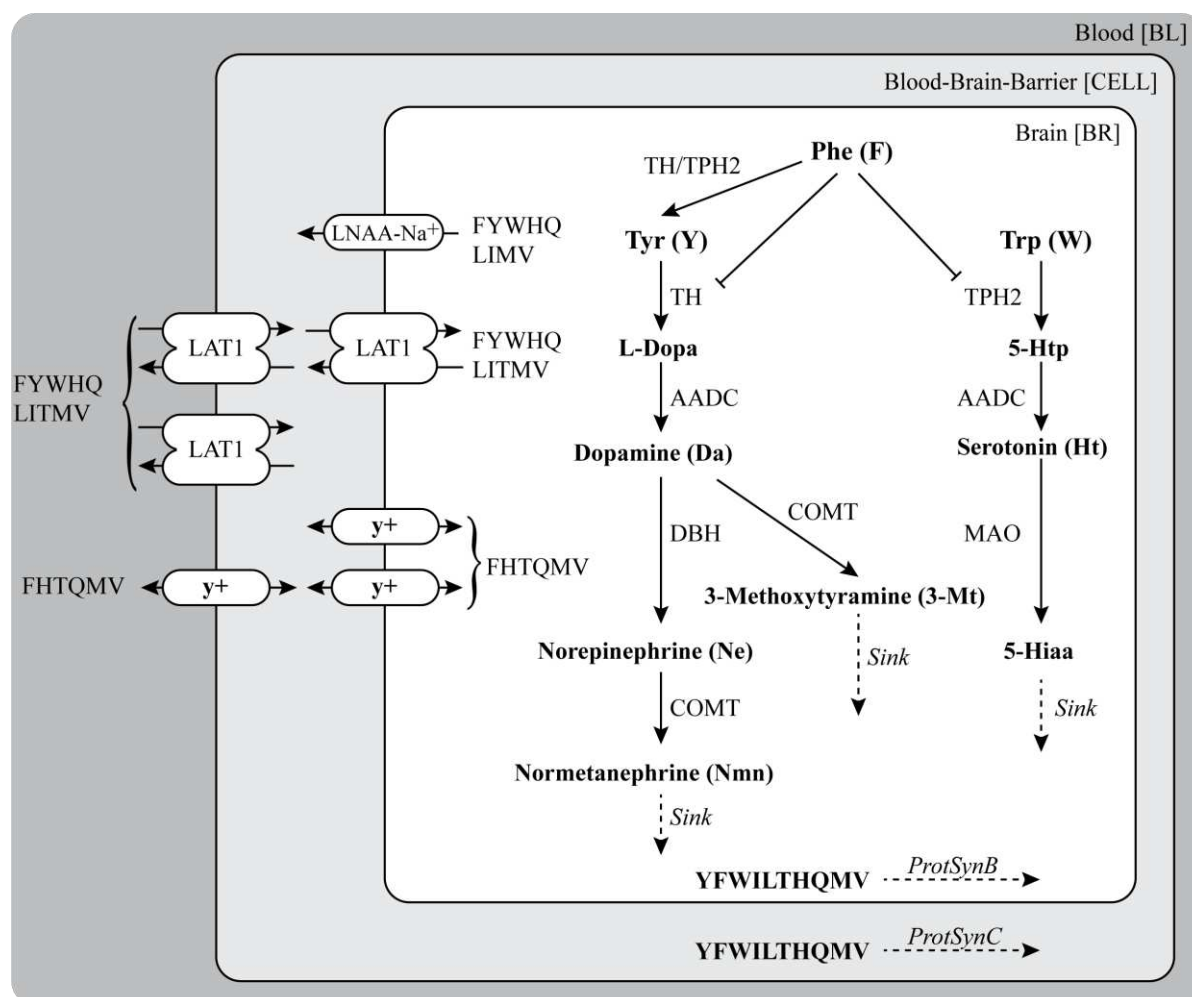 Blood [BL]
Blood-Brain-Barrier [CELL]
Brain [BR]
Phe (F)
TH/TPH2
LNAA-Na+
FYWHQ
LIMV
Tyr (Y)
Trp (W)
TH
TPH2
LAT1
LAT1
FYWHQ
LITMV
L-Dopa
5-Htp
FYWHQ
LITMV
AADC
AADC
LAT1
Dopamine (Da)
Serotonin (Ht)
COMT
y+
DBH
MAO
FHTQMV
FHTQMV
y+
y+
3-Methoxytyramine (3-Mt)
Norepinephrine (Ne)
Sink
5-Hiaa
COMT
Sink
Normetanephrine (Nmn)
Sink
YFWILTHQMV
ProtSynB
YFWILTHQMV
ProtSynC